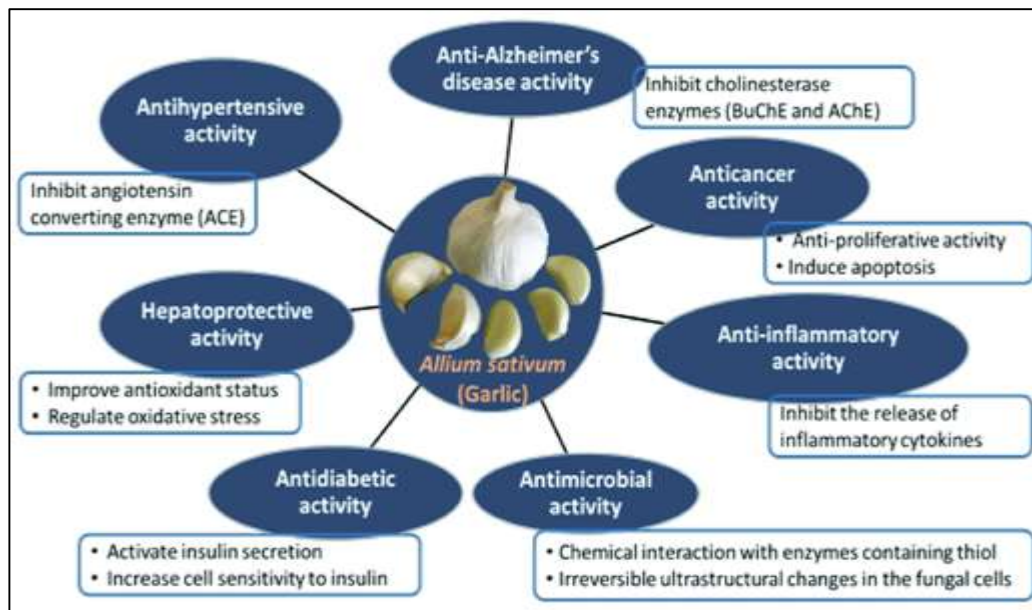 Anti-Alzheimer's
disease activity
Inhibit cholinesterase
enzymes (BuChE and AChE)
Antihypertensive
activity
Inhibit angiotensin
converting enzyme (ACE)
Anticancer
activity
• Anti-proliferative activity
• Induce apoptosis
Hepatoprotective
activity
• Improve antioxidant status
• Regulate oxidative stress
Allium sativum
(Garlic)
Anti-inflammatory
activity
Inhibit the release of
inflammatory cytokines
Antidiabetic
activity
• Activate insulin secretion
• Increase cell sensitivity to insulin
Antimicrobial
activity
• Chemical interaction with enzymes containing thiol
• Irreversible ultrastructural changes in the fungal cells